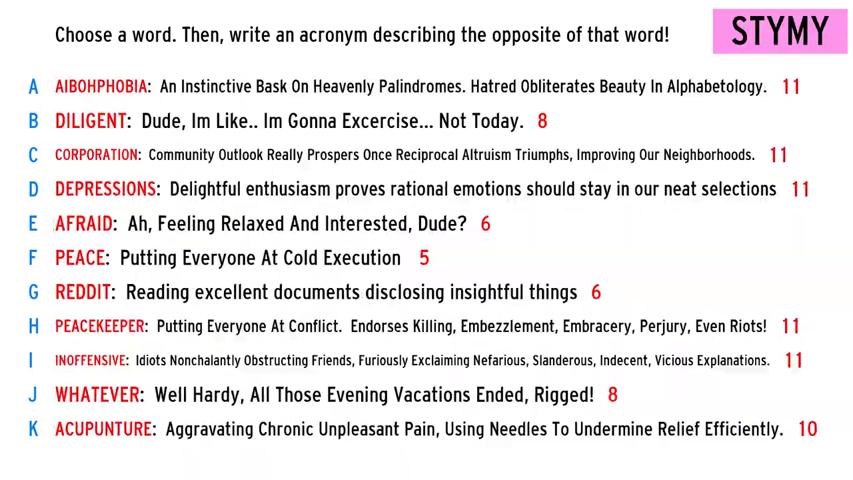 Choose a word. Then, write an acronym describing the opposite of that word!
STYMY
A AIBOHPHOBIA: An Instinctive Bask On Heavenly Palindromes. Hatred Obliterates Beauty In Alphabetology. 11
B DILIGENT: Dude, Im Like.. Im Gonna Excercise... Not Today. 8
C CORPORATION: Community Outlook Really Prospers Once Reciprocal Altruism Triumphs, Improving Our Neighborhoods. 11
D DEPRESSIONS: Delightful enthusiasm proves rational emotions should stay in our neat selections 11
E AFRAID: Ah, Feeling Relaxed And Interested, Dude? 6
F PEACE: Putting Everyone At Cold Execution 5
G REDDIT: Reading excellent documents disclosing insightful things 6
H PEACEKEEPER: Putting Everyone At Conflict. Endorses Killing, Embezzlement, Embracery, Perjury, Even Riots! 11
I INOFFENSIVE: Idiots Nonchalantly Obstructing Friends, Furiously Exclaiming Nefarious, Slanderous, Indecent, Vicious Explanations. 11
J WHATEVER: Well Hardy, All Those Evening Vacations Ended, Rigged! 8
K ACUPUNTURE: Aggravating Chronic Unpleasant Pain, Using Needles To Undermine Relief Efficiently. 10